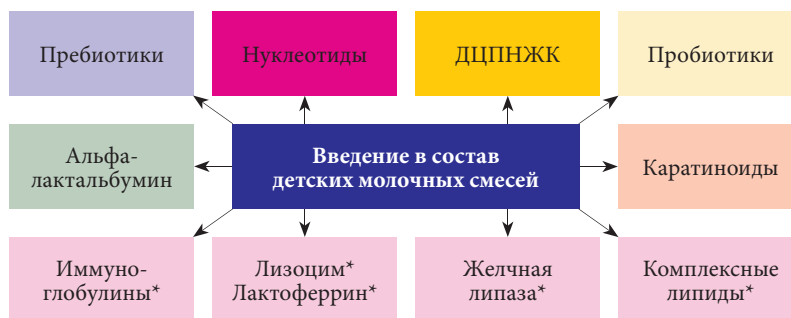 Пребиотики
Нуклеотиды
ДЦПНЖК
Пробиотики
Альфа-
лактальбумин
Введение в состав
детских молочных смесей
Каратиноиды
Иммуно-
глобулины*
Лизоцим*
Лактоферрин*
Желчная
липаза*
Комплексные
липиды*